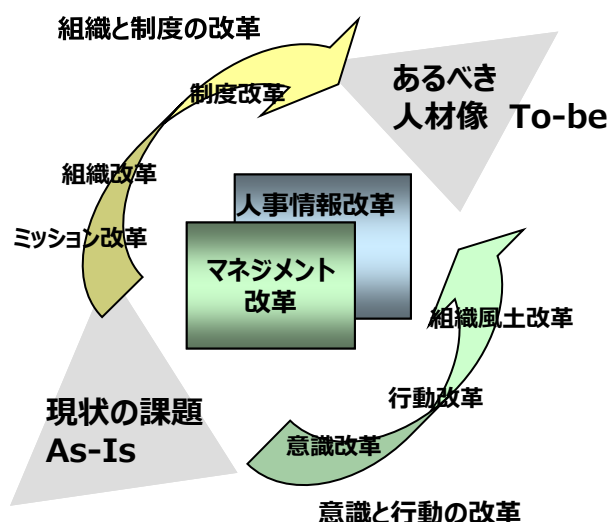 組織と制度の改革
制度改革
組織改革
ミッション改革
あるべき
人材像 To-be
人事情報改革
マネジメント
改革
組織風土改革
行動改革
意識改革
現状の課題
As-Is
意識と行動の改革